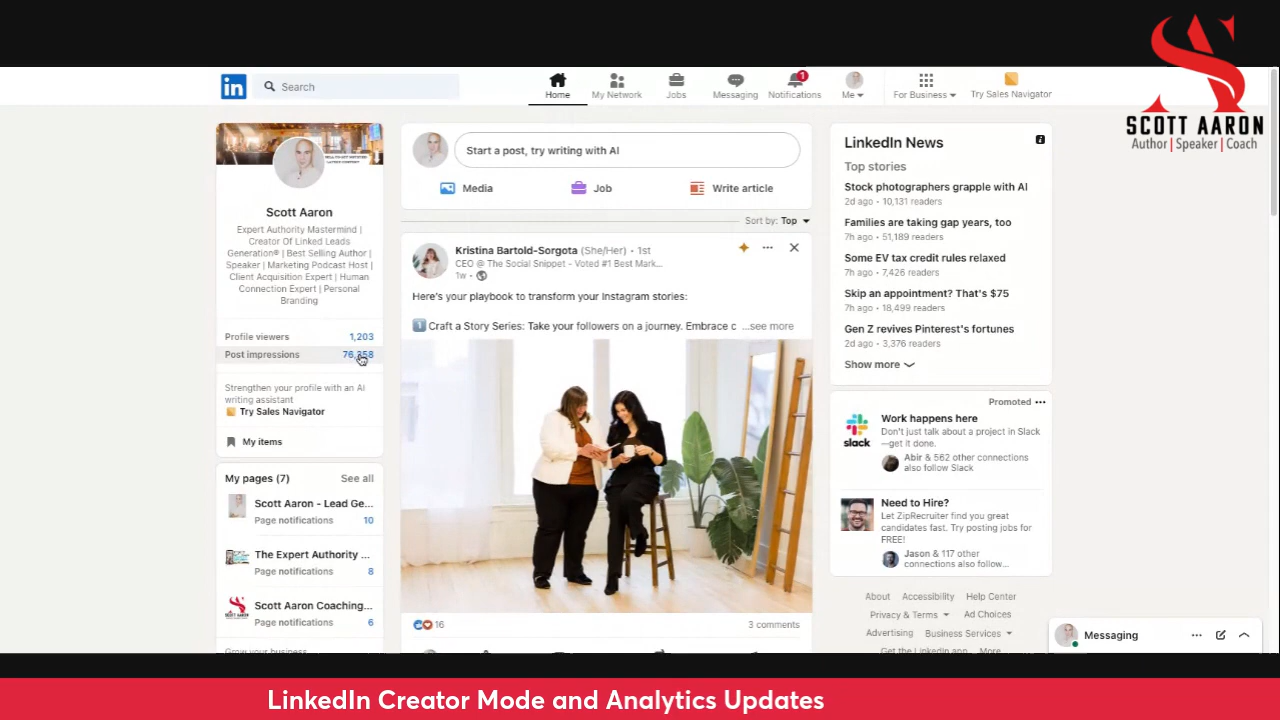 in
Search
Home
My Network
Jobs
Messaging
1
Notifications
Me
For Business
Try Sales Navigator
SCOTT AARON
Author | Speaker | Coach
Scott Aaron
Expert Authority Mastermind |
Creator Of Linked Leads
Generation® | Best Selling Author |
Speaker | Marketing Podcast Host |
Client Acquisition Expert | Human
Connection Expert | Personal
Branding
Profile viewers 1,203
Post impressions
Strengthen your profile with an AI
writing assistant
Try Sales Navigator
My items
My pages (7) See all
Scott Aaron - Lead Ge...
Page notifications 10
The Expert Authority ...
Page notifications 8
Scott Aaron Coaching...
Page notifications 6
Grow your business
Start a post, try writing with AI
Media
Job
Write article
Sort by: Top
Kristina Bartold-Sorgota (She/Her) • 1st
CEO @ The Social Snippet - Voted #1 Best Mark...
1w •
Here's your playbook to transform your Instagram stories:
1 Craft a Story Series: Take your followers on a journey. Embrace c ...see more
16
3 comments
LinkedIn News
Top stories
Stock photographers grapple with AI
2d ago • 10,131 readers
Families are taking gap years, too
7h ago • 51,189 readers
Some EV tax credit rules relaxed
7h ago • 7,426 readers
Skip an appointment? That's $75
7h ago • 18,499 readers
Gen Z revives Pinterest's fortunes
2d ago • 3,376 readers
Show more
Promoted
slack
Work happens here
Don't just talk about a project in Slack
—get it done.
Abir & 562 other connections
also follow Slack
Need to Hire?
Let ZipRecruiter find you great
candidates fast. Try posting jobs for
FREE!
Jason & 117 other
connections also follow...
About Accessibility Help Center
Privacy & Terms Ad Choices
Advertising Business Services
Get the LinkedIn app More
Messaging
LinkedIn Creator Mode and Analytics Updates